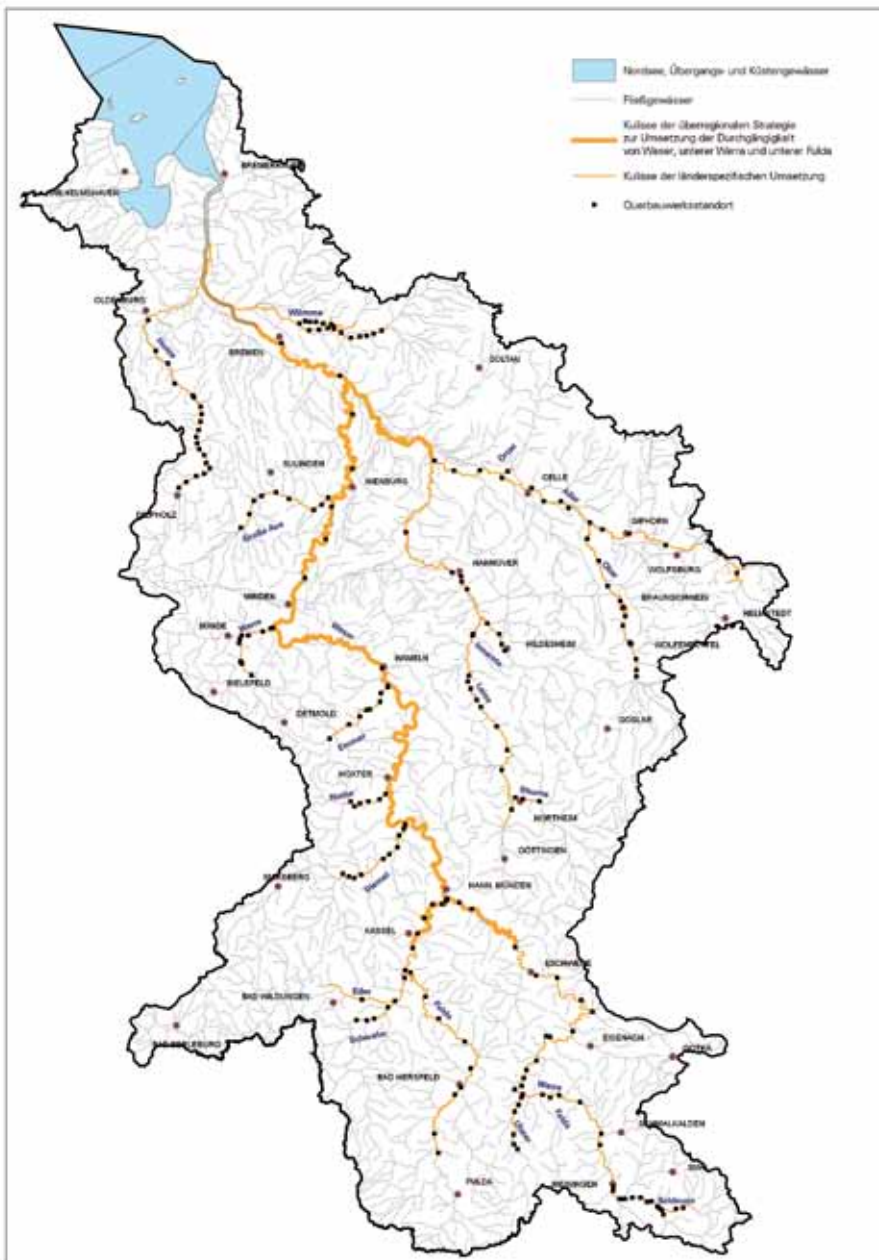 Nordsee, Übergangs- und Küstengewässer
Fließgewässer
Kulisse der überregionalen Strategie
zur Umsetzung der Durchgängigkeit
von Weser, unterer Werra und unterer Fulda
Kulisse der länderspezifischen Umsetzung
Querbauwerksstandort
OLDENBURG
Wümme
BREMEN
SOLTAU
Hunte
SULINGEN
NIENBURG
CELLE
Aller
Große Aue
GIFHORN
HANNOVER
WOLFSBURG
Oker
BRAUNSCHWEIG
MINDEN
HELMSTEDT
Werre
Weser
BÜNDE
HILDESHEIM
WOLFENBÜTTEL
HAMELN
Innerste
BIELEFELD
Leine
DETMOLD
GOSLAR
Emmer
HÖXTER
Nethe
Rhume
NORTHEIM
GÖTTINGEN
Diemel
HANN. MÜNDEN
KASSEL
ESCHWEGE
BAD WILDUNGEN
Eder
Fulda
Schwalm
EISENACH
GOTHA
BAD HERSFELD
Werra
Felda
Ulster
SCHMALKALDEN
MEININGEN
FULDA
Schleuse